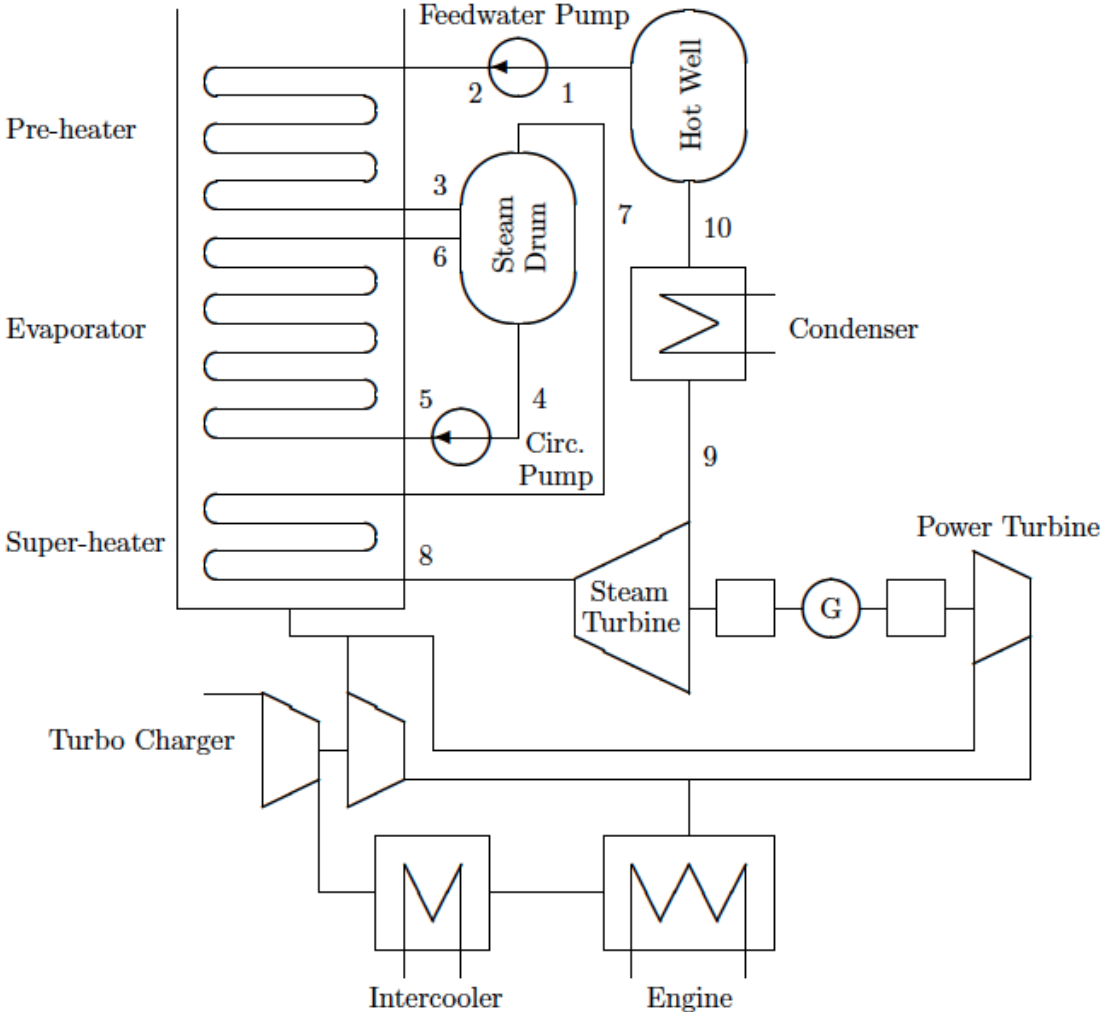 Feedwater Pump
2
1
Hot Well
Pre-heater
3
Steam
Drum
7
10
6
Evaporator
Condenser
5
4
Circ.
Pump
9
Super-heater
8
Power Turbine
Steam
Turbine
G
Turbo Charger
Intercooler
Engine